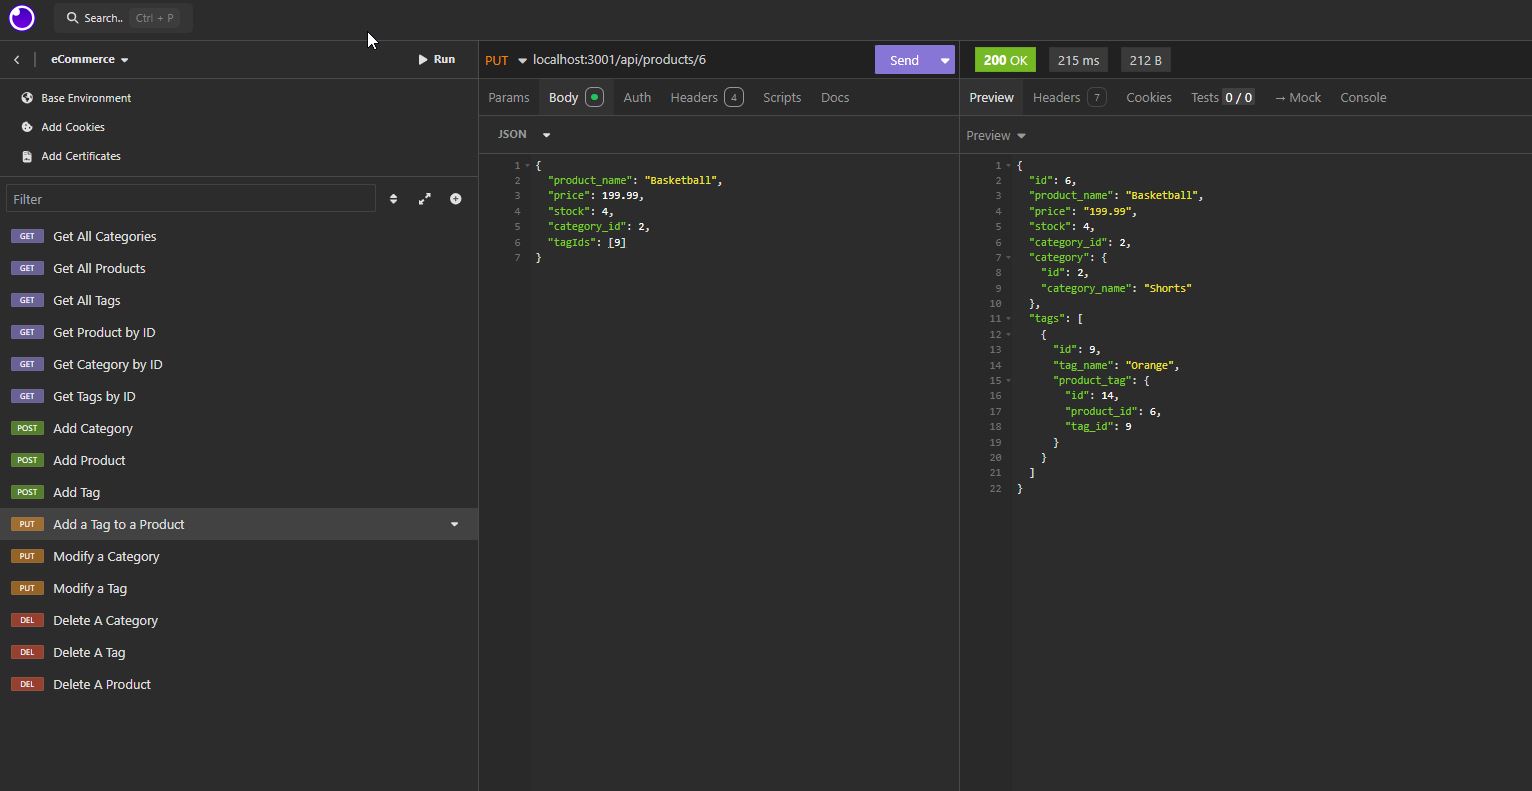 Search.. Ctrl + P
eCommerce
Run
Base Environment
Add Cookies
Add Certificates
Filter
GET Get All Categories
GET Get All Products
GET Get All Tags
GET Get Product by ID
GET Get Category by ID
GET Get Tags by ID
POST Add Category
POST Add Product
POST Add Tag
PUT Add a Tag to a Product
PUT Modify a Category
PUT Modify a Tag
DEL Delete A Category
DEL Delete A Tag
DEL Delete A Product
PUT localhost:3001/api/products/6 Send
Params Body Auth Headers 4 Scripts Docs
JSON
1 {
2 "product_name": "Basketball",
3 "price": 199.99,
4 "stock": 4,
5 "category_id": 2,
6 "tagIds": [9]
7 }
200 OK 215 ms 212 B
Preview Headers 7 Cookies Tests 0 / 0 → Mock Console
Preview
1 {
2 "id": 6,
3 "product_name": "Basketball",
4 "price": "199.99",
5 "stock": 4,
6 "category_id": 2,
7 "category": {
8 "id": 2,
9 "category_name": "Shorts"
10 },
11 "tags": [
12 {
13 "id": 9,
14 "tag_name": "Orange",
15 "product_tag": {
16 "id": 14,
17 "product_id": 6,
18 "tag_id": 9
19 }
20 }
21 ]
22 }